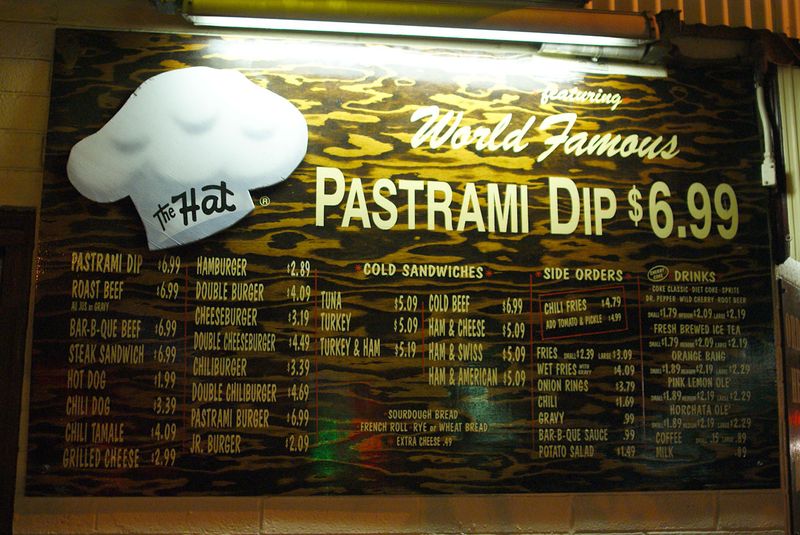 The Hat ®
featuring
World Famous
PASTRAMI DIP $6.99
PASTRAMI DIP $6.99
ROAST BEEF $6.99
AU JUS or GRAVY
BAR-B-QUE BEEF $6.99
STEAK SANDWICH $6.99
HOT DOG $1.99
CHILI DOG $3.39
CHILI TAMALE $4.09
GRILLED CHEESE $2.99
HAMBURGER $2.89
DOUBLE BURGER $4.09
CHEESEBURGER $3.19
DOUBLE CHEESEBURGER $4.49
CHILIBURGER $3.39
DOUBLE CHILIBURGER $4.69
PASTRAMI BURGER $6.99
JR. BURGER $2.09
COLD SANDWICHES
TUNA $5.09
TURKEY $5.09
TURKEY & HAM $5.19
COLD BEEF $6.99
HAM & CHEESE $5.09
HAM & SWISS $5.09
HAM & AMERICAN $5.09
SOURDOUGH BREAD
FRENCH ROLL · RYE or WHEAT BREAD
EXTRA CHEESE .49
SIDE ORDERS
CHILI FRIES $4.79
ADD TOMATO & PICKLE $4.99
FRIES SMALL $2.39 LARGE $3.09
WET FRIES WITH GRAVY $4.09
ONION RINGS $3.79
CHILI $1.69
GRAVY .99
BAR-B-QUE SAUCE .99
POTATO SALAD $1.49
DRINKS
COKE CLASSIC · DIET COKE · SPRITE
DR. PEPPER · WILD CHERRY · ROOT BEER
SMALL $1.79 MEDIUM $2.09 LARGE $2.19
FRESH BREWED ICE TEA
SMALL $1.79 MEDIUM $2.09 LARGE $2.19
ORANGE BANG
SMALL $1.89 MEDIUM $2.19 LARGE $2.29
PINK LEMON OLE'
SMALL $1.89 MEDIUM $2.19 LARGE $2.29
HORCHATA OLE'
SMALL $1.89 MEDIUM $2.19 LARGE $2.29
COFFEE SMALL LARGE .89
MILK